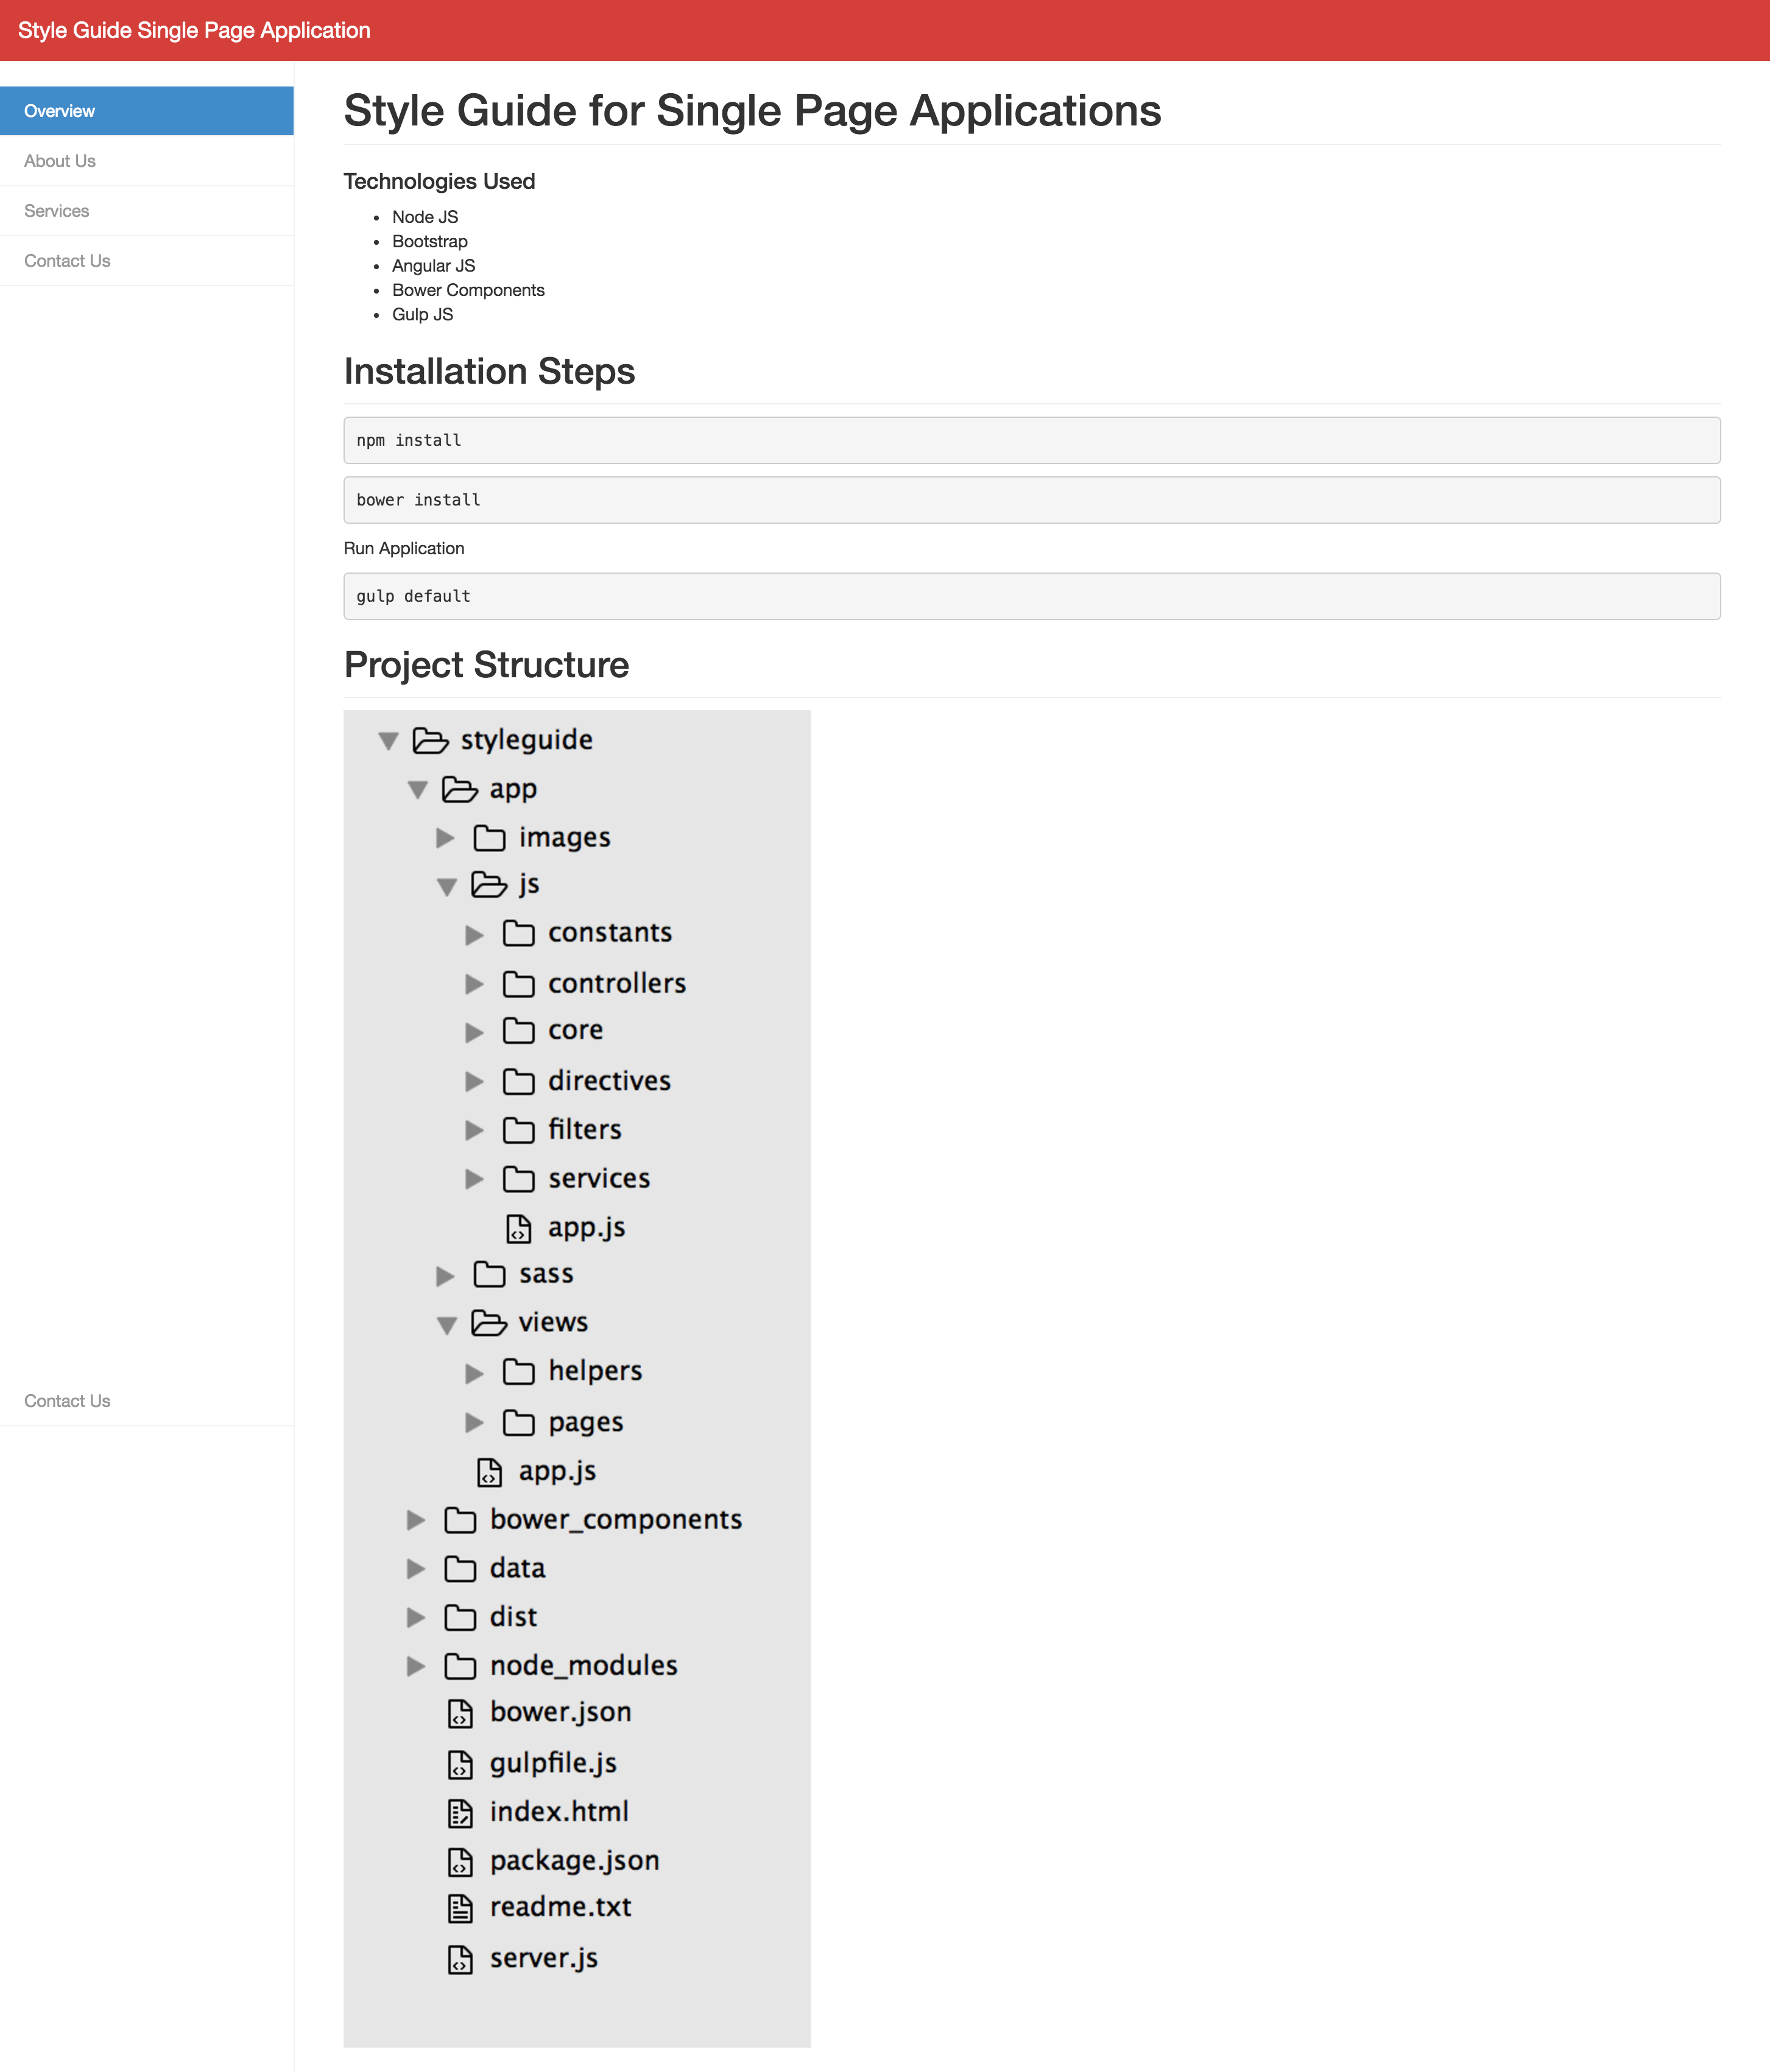 Style Guide Single Page Application
Overview
About Us
Services
Contact Us
Contact Us
Style Guide for Single Page Applications
Technologies Used
Node JS
Bootstrap
Angular JS
Bower Components
Gulp JS
Installation Steps
npm install
bower install
Run Application
gulp default
Project Structure
styleguide
app
images
js
constants
controllers
core
directives
filters
services
app.js
sass
views
helpers
pages
app.js
bower_components
data
dist
node_modules
bower.json
gulpfile.js
index.html
package.json
readme.txt
server.js